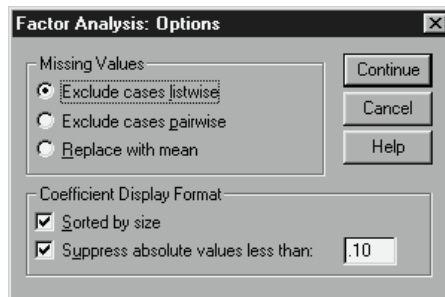 Factor Analysis: Options
Missing Values
Exclude cases listwise
Exclude cases pairwise
Replace with mean
Continue
Cancel
Help
Coefficient Display Format
Sorted by size
Suppress absolute values less than: .10